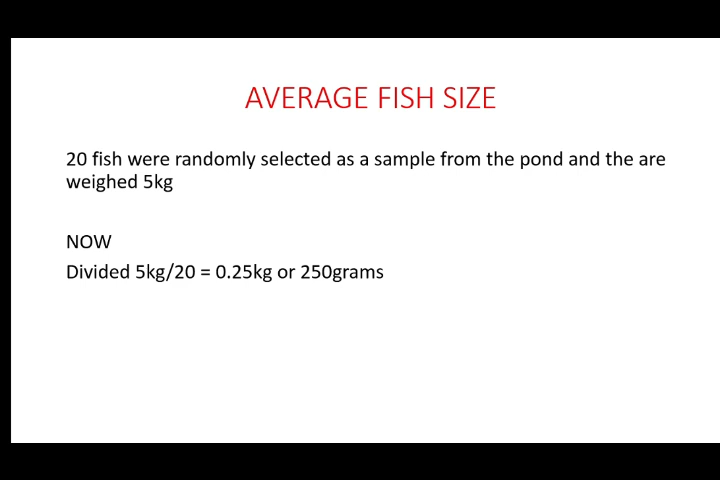 AVERAGE FISH SIZE
20 fish were randomly selected as a sample from the pond and the are
weighed 5kg
NOW
Divided 5kg/20 = 0.25kg or 250grams